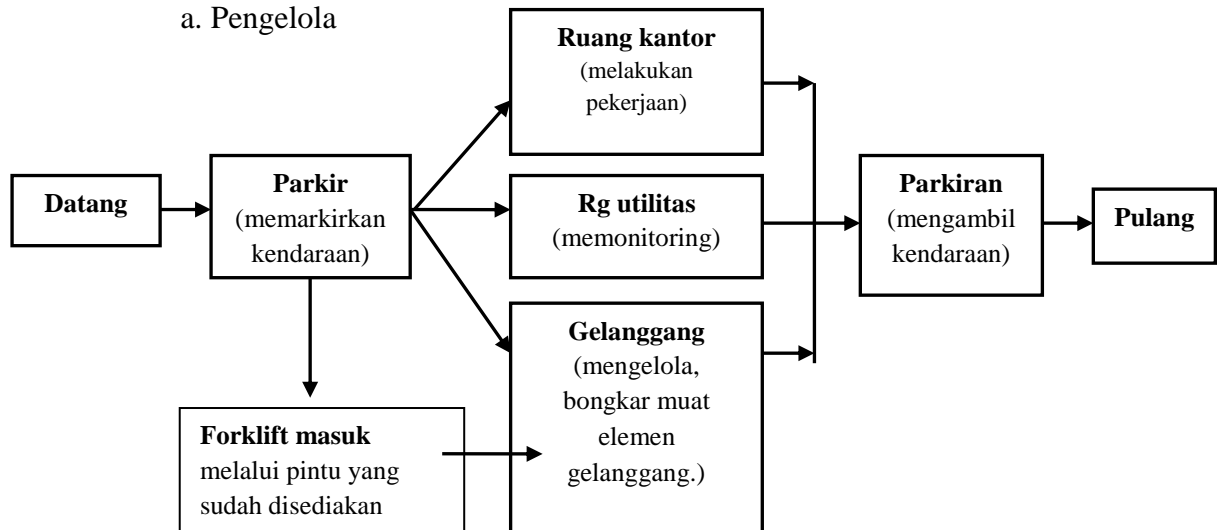 a. Pengelola
Datang
Parkir
(memarkirkan
kendaraan)
Ruang kantor
(melakukan
pekerjaan)
Rg utilitas
(memonitoring)
Gelanggang
(mengelola,
bongkar muat
elemen
gelanggang.)
Forklift masuk
melalui pintu yang
sudah disediakan
Parkiran
(mengambil
kendaraan)
Pulang